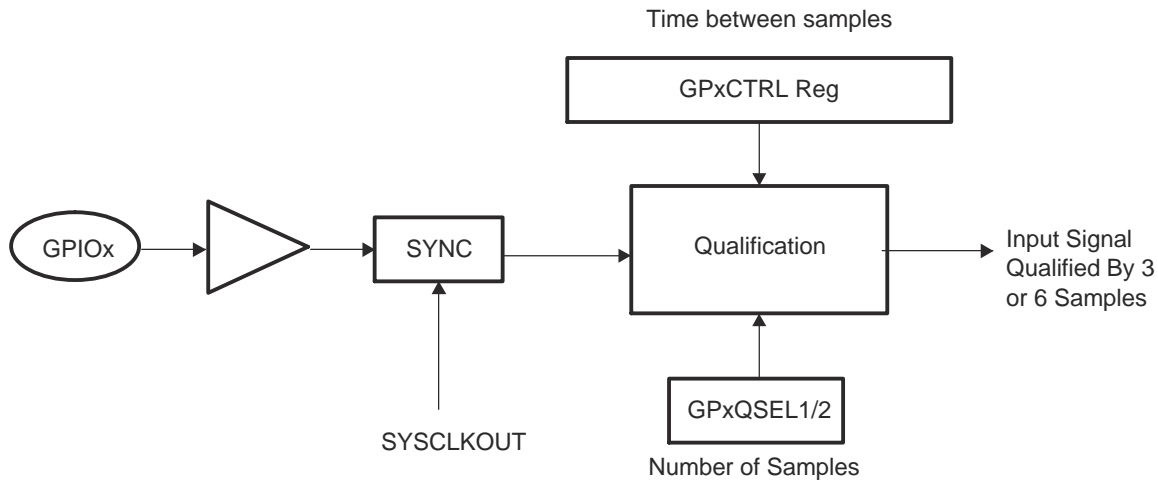 Time between samples
GPxCTRL Reg
GPIOx
SYNC
Qualification
Input Signal
Qualified By 3
or 6 Samples
GPxQSEL1/2
SYSCLKOUT
Number of Samples